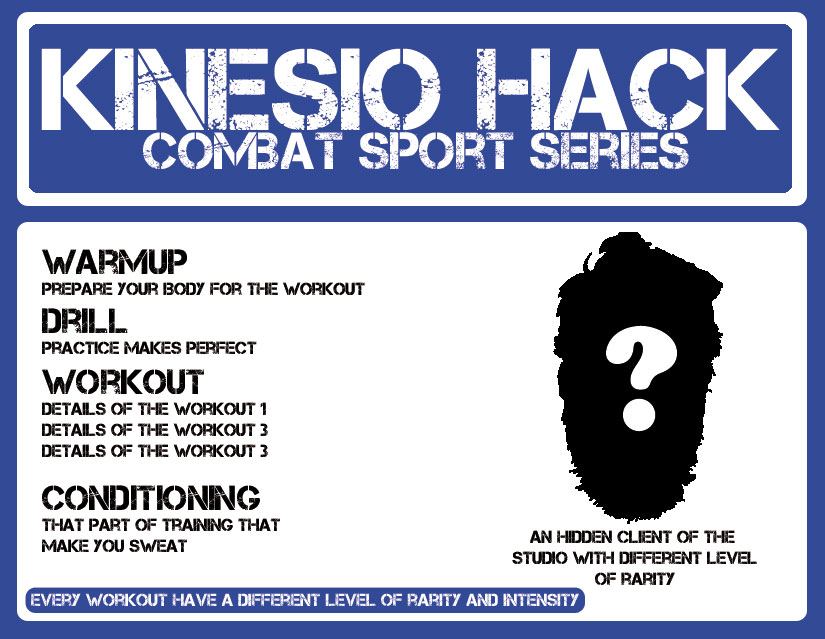 KINESIO HACK
COMBAT SPORT SERIES
WARMUP
PREPARE YOUR BODY FOR THE WORKOUT
DRILL
PRACTICE MAKES PERFECT
WORKOUT
DETAILS OF THE WORKOUT 1
DETAILS OF THE WORKOUT 3
DETAILS OF THE WORKOUT 3
CONDITIONING
THAT PART OF TRAINING THAT
MAKE YOU SWEAT
?
AN HIDDEN CLIENT OF THE
STUDIO WITH DIFFERENT LEVEL
OF RARITY
EVERY WORKOUT HAVE A DIFFERENT LEVEL OF RARITY AND INTENSITY